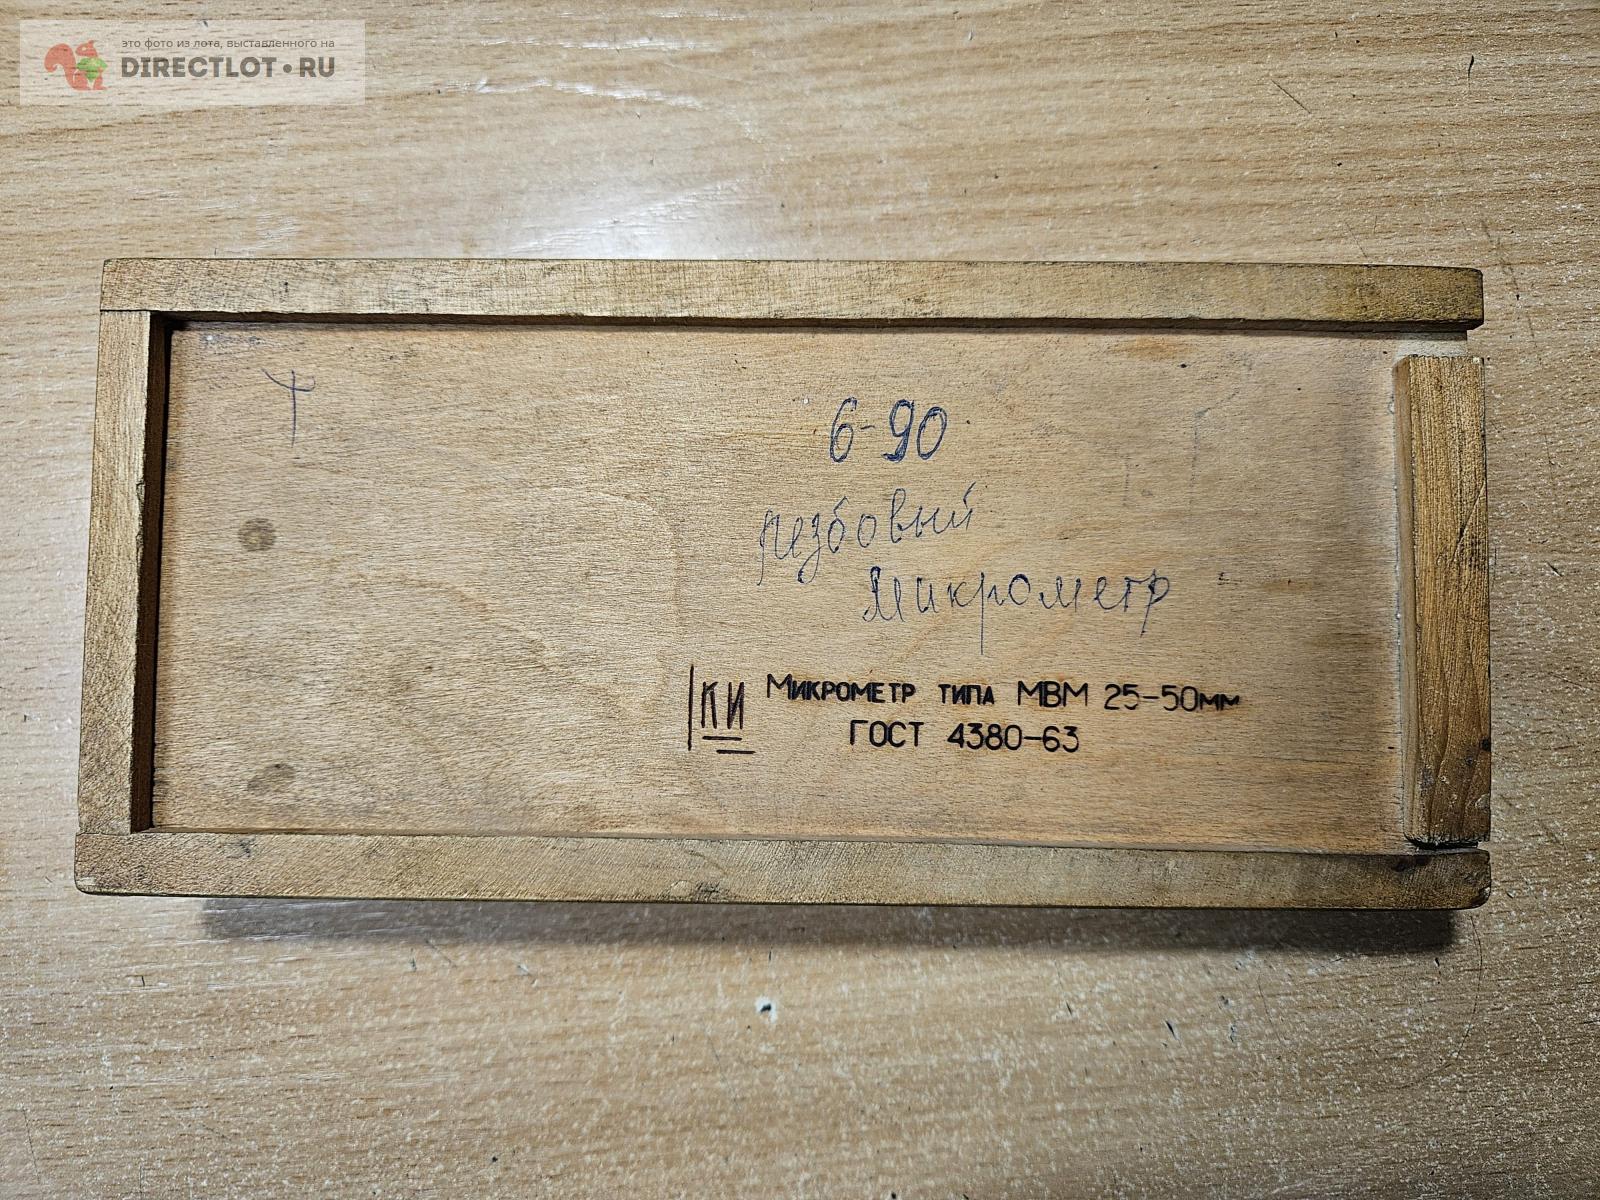 это фото из лота, выставленного на
DIRECTLOT.RU
Т
6-90
резбовый
микрометр
КИ
Микрометр типа МВМ 25-50мм
ГОСТ 4380-63